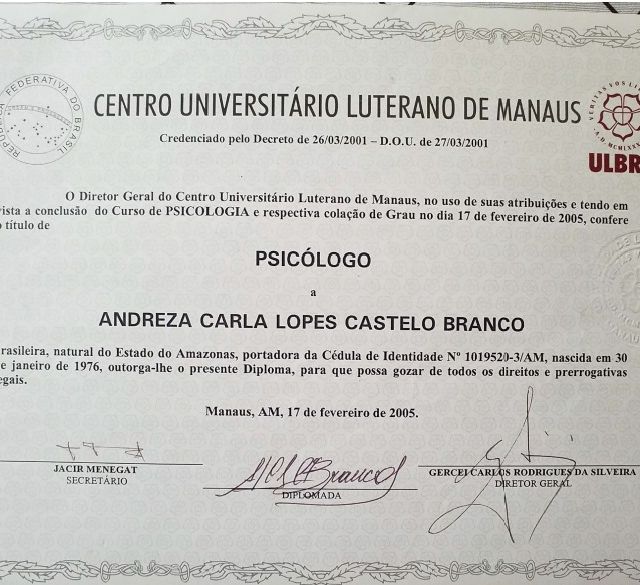 REPÚBLICA FEDERATIVA DO BRASIL
CENTRO UNIVERSITÁRIO LUTERANO DE MANAUS
Credenciado pelo Decreto de 26/03/2001 – D.O.U. de 27/03/2001
ULBR
O Diretor Geral do Centro Universitário Luterano de Manaus, no uso de suas atribuições e tendo em
vista a conclusão do Curso de PSICOLOGIA e respectiva colação de Grau no dia 17 de fevereiro de 2005, confere
o título de
PSICÓLOGO
a
ANDREZA CARLA LOPES CASTELO BRANCO
brasileira, natural do Estado do Amazonas, portadora da Cédula de Identidade Nº 1019520-3/AM, nascida em 30
de janeiro de 1976, outorga-lhe o presente Diploma, para que possa gozar de todos os direitos e prerrogativas
legais.
Manaus, AM, 17 de fevereiro de 2005.
JACIR MENEGAT
SECRETÁRIO
Branco
DIPLOMADA
GERCEI CARLOS RODRIGUES DA SILVEIRA
DIRETOR GERAL